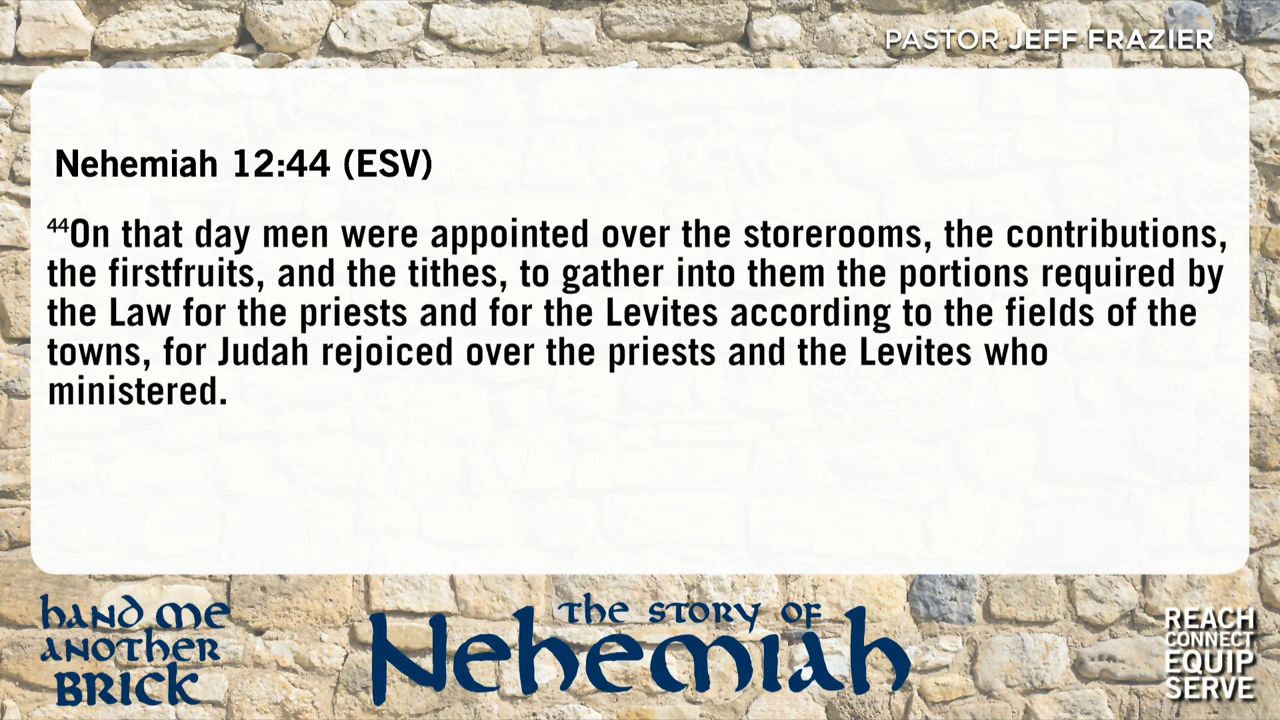 PASTOR JEFF FRAZIER
Nehemiah 12:44 (ESV)
44On that day men were appointed over the storerooms, the contributions,
the firstfruits, and the tithes, to gather into them the portions required by
the Law for the priests and for the Levites according to the fields of the
towns, for Judah rejoiced over the priests and the Levites who
ministered.
hand me
another
BRICK
the story of
Nehemiah
REACH
CONNECT
EQUIP
SERVE